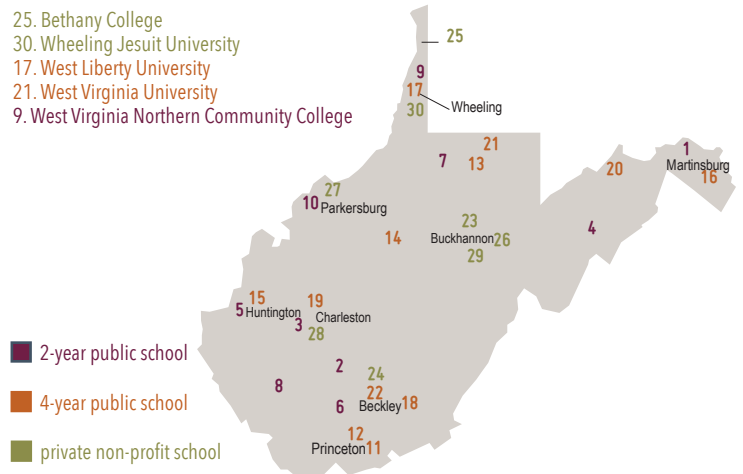 25. Bethany College
30. Wheeling Jesuit University
17. West Liberty University
21. West Virginia University
9. West Virginia Northern Community College
25
9
17
Wheeling
30
21
7
13
1
Martinsburg
20
16
27
10 Parkersburg
23
4
14
Buckhannon 26
29
15
19
5 Huntington
Charleston
3
28
2-year public school
2
24
8
22
4-year public school
6
Beckley 18
12
Princeton 11
private non-profit school